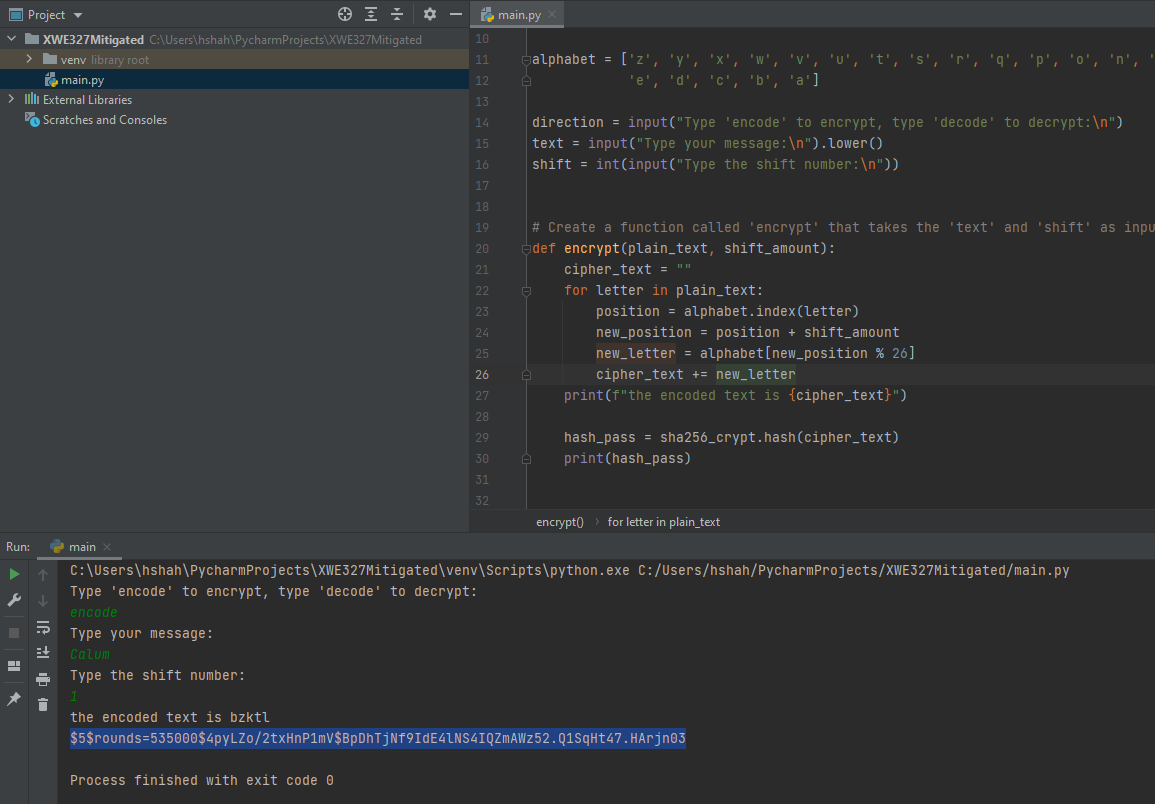 Project
main.py
XWE327Mitigated C:\Users\hshah\PycharmProjects\XWE327Mitigated
venv library root
main.py
External Libraries
Scratches and Consoles
10
11 alphabet = ['z', 'y', 'x', 'w', 'v', 'u', 't', 's', 'r', 'q', 'p', 'o', 'n', '
12 'e', 'd', 'c', 'b', 'a']
13
14 direction = input("Type 'encode' to encrypt, type 'decode' to decrypt:\n")
15 text = input("Type your message:\n").lower()
16 shift = int(input("Type the shift number:\n"))
17
18
19 # Create a function called 'encrypt' that takes the 'text' and 'shift' as inpu
20 def encrypt(plain_text, shift_amount):
21 cipher_text = ""
22 for letter in plain_text:
23 position = alphabet.index(letter)
24 new_position = position + shift_amount
25 new_letter = alphabet[new_position % 26]
26 cipher_text += new_letter
27 print(f"the encoded text is {cipher_text}")
28
29 hash_pass = sha256_crypt.hash(cipher_text)
30 print(hash_pass)
31
32
encrypt() › for letter in plain_text
Run: main
C:\Users\hshah\PycharmProjects\XWE327Mitigated\venv\Scripts\python.exe C:/Users/hshah/PycharmProjects/XWE327Mitigated/main.py
Type 'encode' to encrypt, type 'decode' to decrypt:
encode
Type your message:
Calum
Type the shift number:
1
the encoded text is bzktl
$5$rounds=535000$4pyLZo/2txHnP1mV$BpDhTjNf9IdE4lNS4IQZmAWz52.Q1SqHt47.HArjn03
Process finished with exit code 0